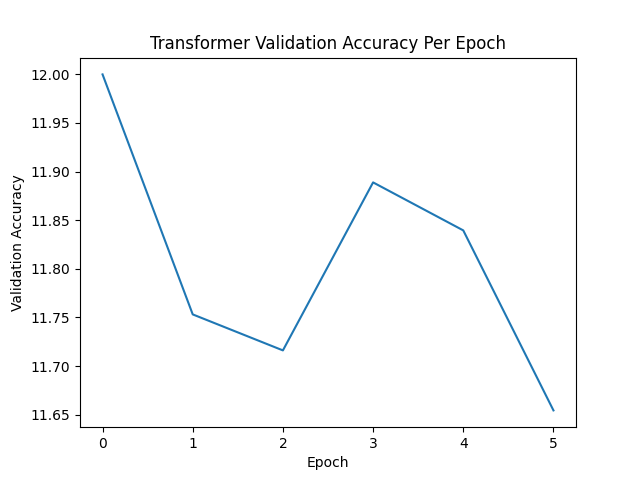 Transformer Validation Accuracy Per Epoch
12.00
11.95
11.90
11.85
11.80
11.75
11.70
11.65
Validation Accuracy
0 1 2 3 4 5
Epoch